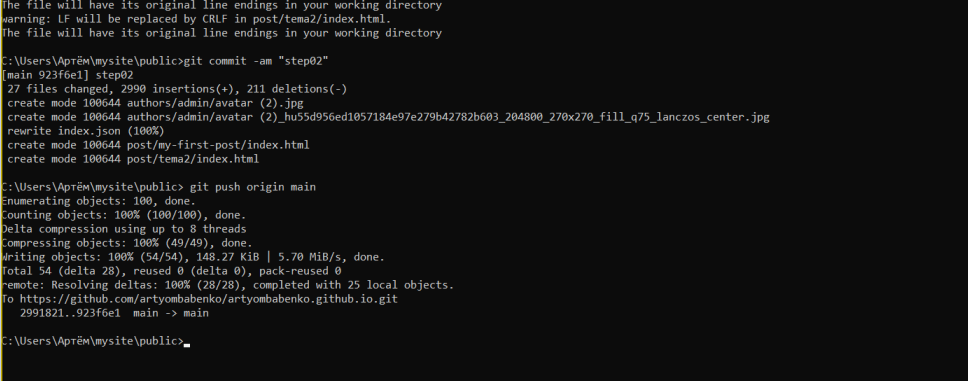 The file will have its original line endings in your working directory
warning: LF will be replaced by CRLF in post/tema2/index.html.
The file will have its original line endings in your working directory
C:\Users\Артём\mysite\public>git commit -am "step02"
[main 923f6e1] step02
27 files changed, 2990 insertions(+), 211 deletions(-)
create mode 100644 authors/admin/avatar (2).jpg
create mode 100644 authors/admin/avatar (2)_hu55d956ed1057184e97e279b42782b603_204800_270x270_fill_q75_lanczos_center.jpg
rewrite index.json (100%)
create mode 100644 post/my-first-post/index.html
create mode 100644 post/tema2/index.html
C:\Users\Артём\mysite\public> git push origin main
Enumerating objects: 100, done.
Counting objects: 100% (100/100), done.
Delta compression using up to 8 threads
Compressing objects: 100% (49/49), done.
Writing objects: 100% (54/54), 148.27 KiB | 5.70 MiB/s, done.
Total 54 (delta 28), reused 0 (delta 0), pack-reused 0
remote: Resolving deltas: 100% (28/28), completed with 25 local objects.
To https://github.com/artyombabenko/artyombabenko.github.io.git
2991821..923f6e1  main -> main
C:\Users\Артём\mysite\public>